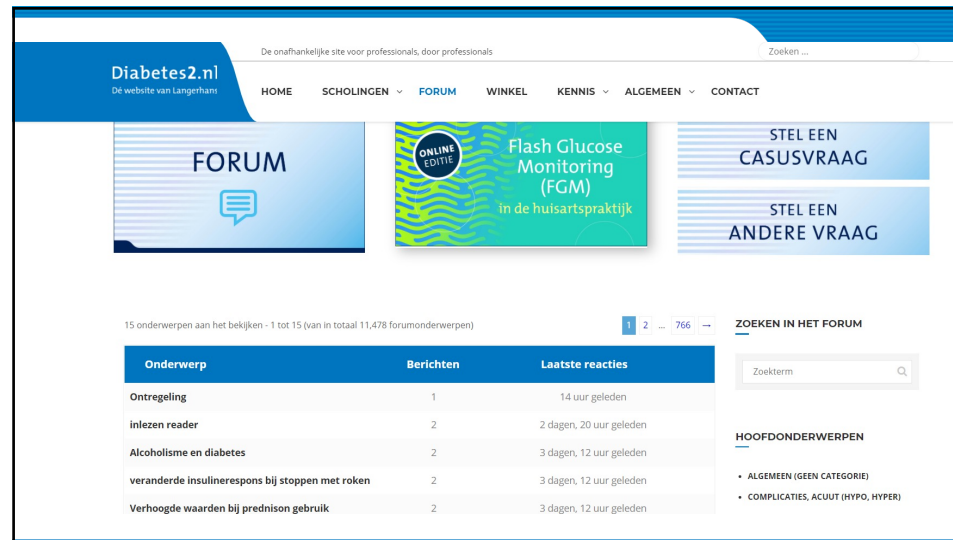 De onafhankelijke site voor professionals, door professionals
Zoeken ...
Diabetes2.nl
Dé website van Langerhans
HOME SCHOLINGEN FORUM WINKEL KENNIS ALGEMEEN CONTACT
FORUM
ONLINE
EDITIE
Flash Glucose
Monitoring
(FGM)
in de huisartspraktijk
STEL EEN
CASUSVRAAG
STEL EEN
ANDERE VRAAG
15 onderwerpen aan het bekijken - 1 tot 15 (van in totaal 11,478 forumonderwerpen)
1 2 ... 766 →
Onderwerp Berichten Laatste reacties
Ontregeling 1 14 uur geleden
inlezen reader 2 2 dagen, 20 uur geleden
Alcoholisme en diabetes 2 3 dagen, 12 uur geleden
veranderde insulinerespons bij stoppen met roken 2 3 dagen, 12 uur geleden
Verhoogde waarden bij prednison gebruik 2 3 dagen, 12 uur geleden
ZOEKEN IN HET FORUM
Zoekterm
HOOFDONDERWERPEN
• ALGEMEEN (GEEN CATEGORIE)
• COMPLICATIES, ACUUT (HYPO, HYPER)